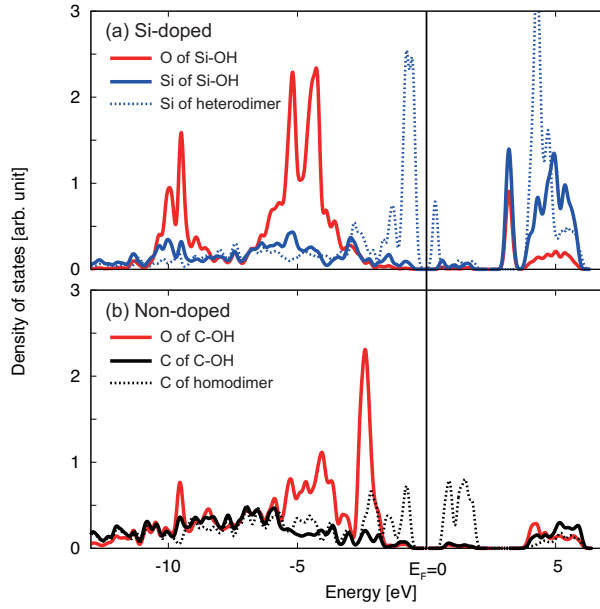 3
(a) Si-doped
O of Si-OH
Si of Si-OH
Si of heterodimer
2
1
0
3
(b) Non-doped
O of C-OH
C of C-OH
C of homodimer
2
1
0
-10 -5 E_F=0 5
Energy [eV]
Density of states [arb. unit]